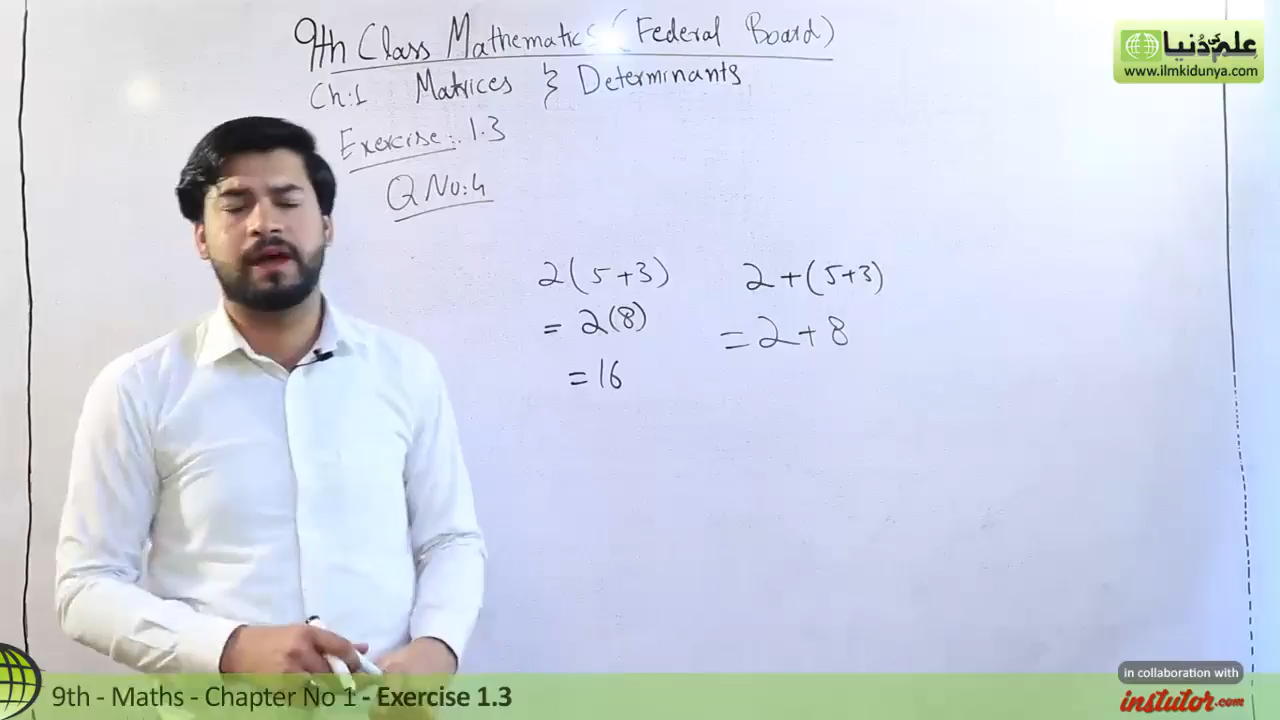 9th Class Mathematics (Federal Board)
Ch:1 Matrices & Determinants
Exercise:. 1.3
Q No:4
2(5+3)
= 2(8)
= 16
2+(5+3)
= 2+8
علم کی دنیا
www.ilmkidunya.com
9th - Maths - Chapter No 1 - Exercise 1.3
in collaboration with
instutor.com